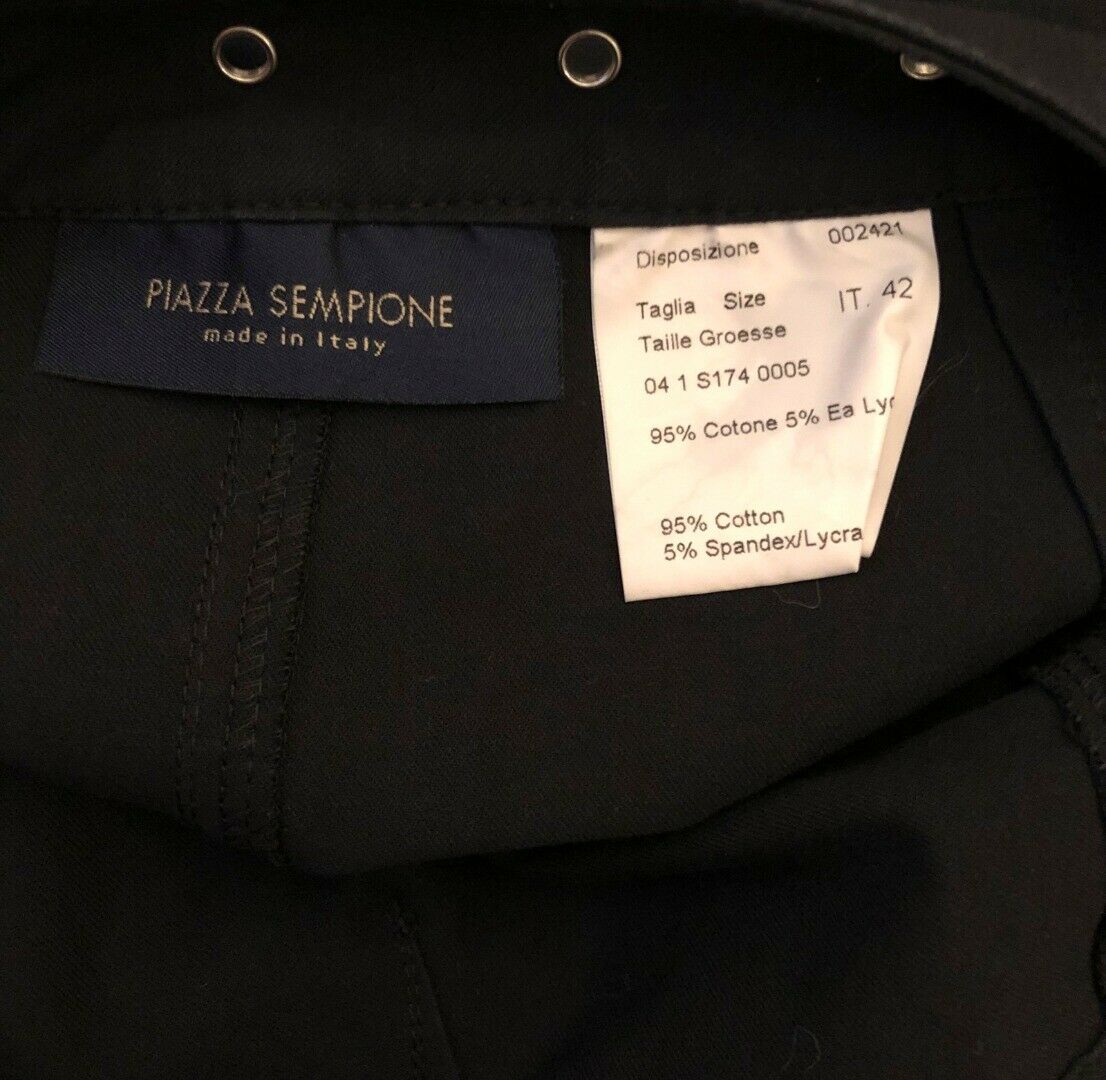 PIAZZA SEMPIONE
made in Italy
Disposizione 002421
Taglia Size IT. 42
Taille Groesse
04 1 S174 0005
95% Cotone 5% Ea Lyc
95% Cotton
5% Spandex/Lycra